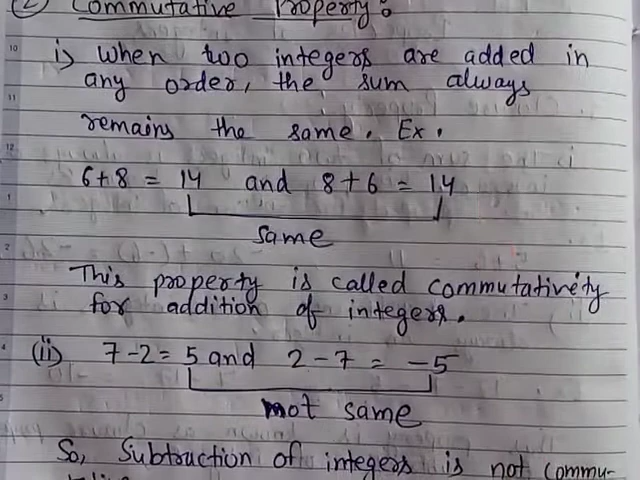 ② Commutative Property:
i) When two integers are added in
any order, the sum always
remains the same. Ex.
6+8 = 14 and 8+6 = 14
same
This property is called commutativity
for addition of integers.
(ii) 7-2 = 5 and 2-7 = -5
not same
So, Subtraction of integers is not commu-